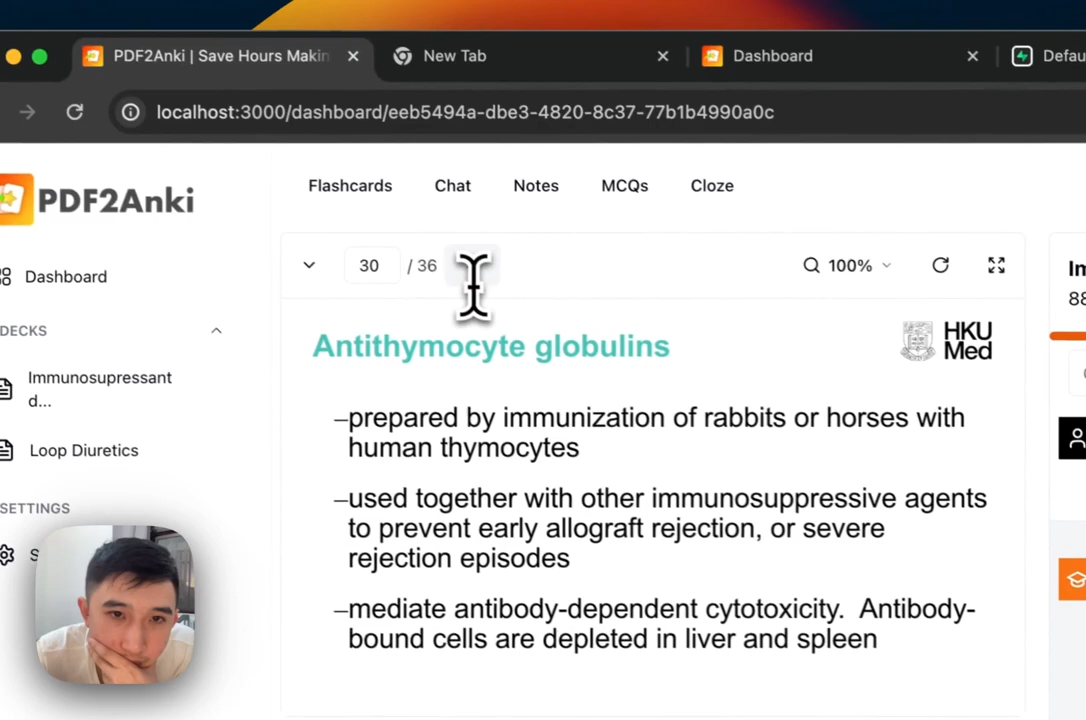 PDF2Anki | Save Hours Makin
New Tab
Dashboard
Defau
localhost:3000/dashboard/eeb5494a-dbe3-4820-8c37-77b1b4990a0c
PDF2Anki
Flashcards
Chat
Notes
MCQs
Cloze
Dashboard
DECKS
Immunosupressant
d...
Loop Diuretics
SETTINGS
S
30 / 36
100%
Antithymocyte globulins
HKU
Med
–prepared by immunization of rabbits or horses with
human thymocytes
–used together with other immunosuppressive agents
to prevent early allograft rejection, or severe
rejection episodes
–mediate antibody-dependent cytotoxicity.  Antibody-
bound cells are depleted in liver and spleen
Im
88